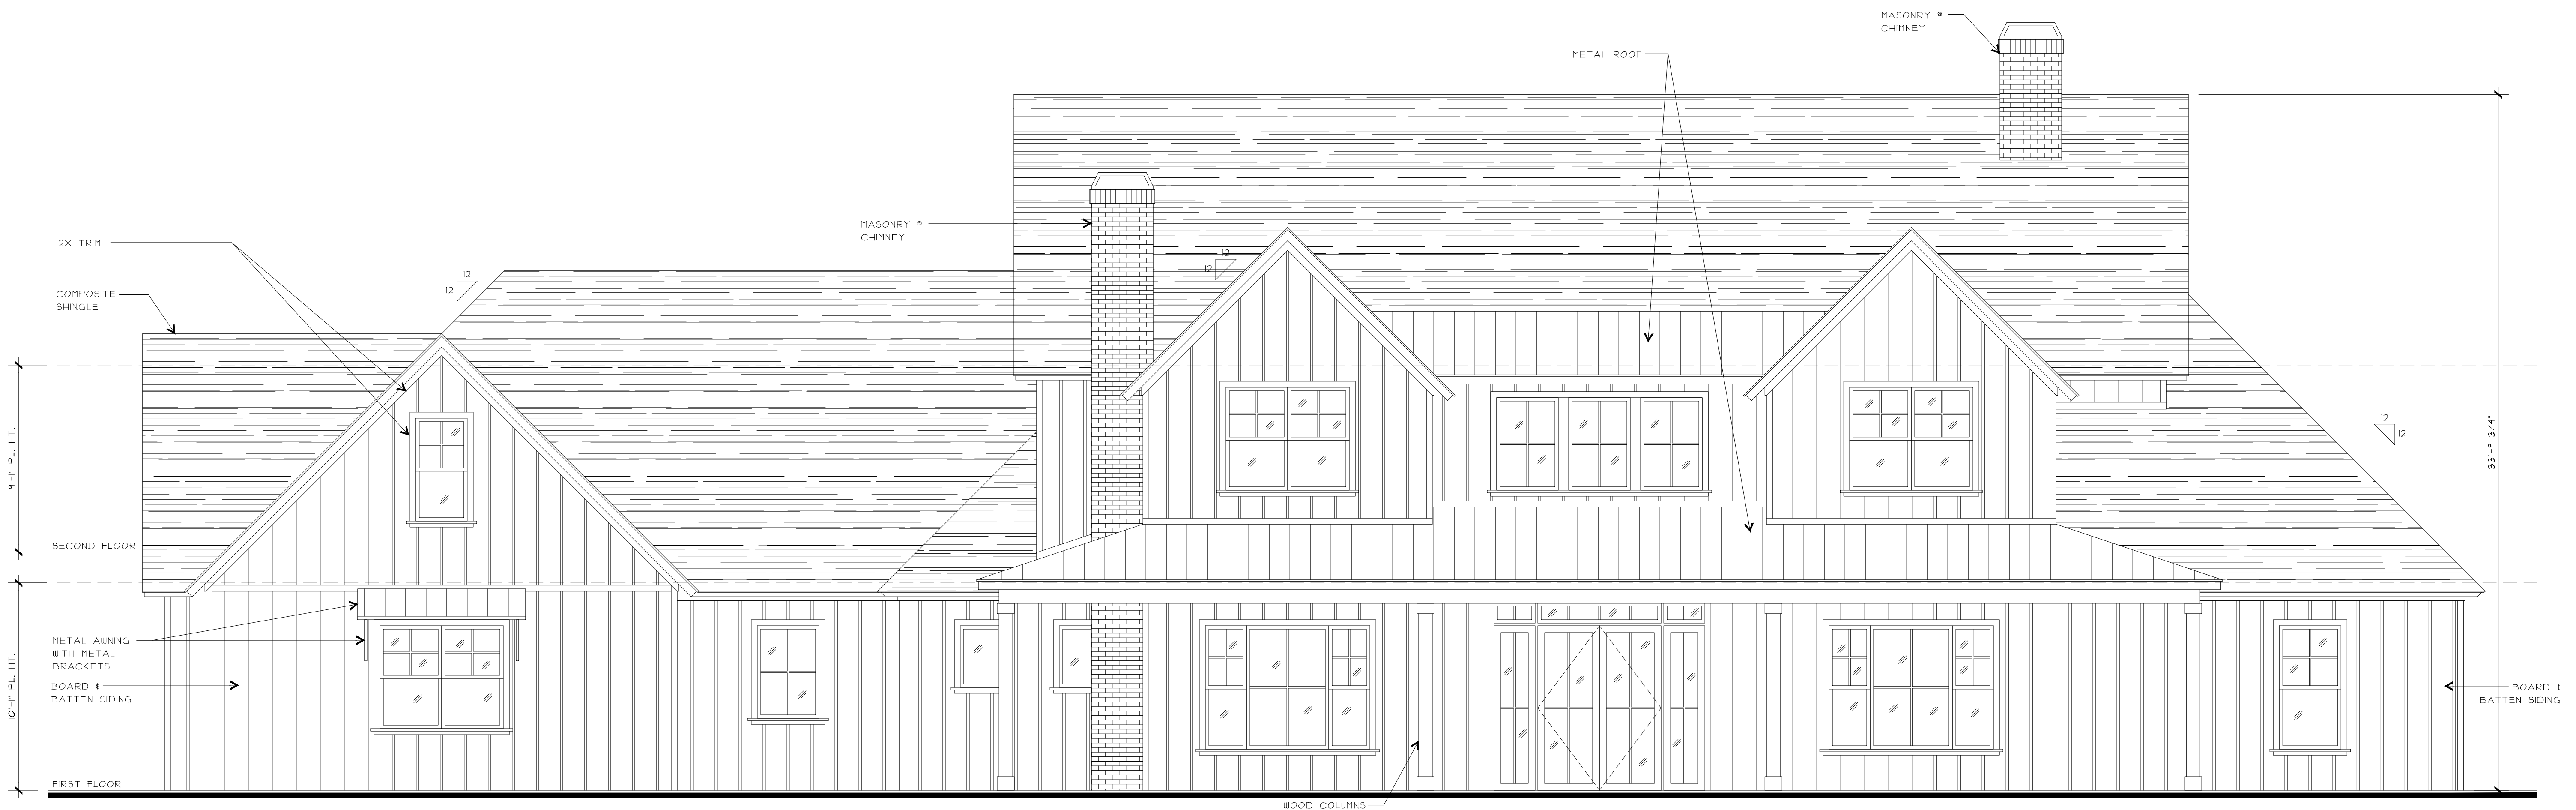 MASONRY @
CHIMNEY
METAL ROOF
MASONRY @
CHIMNEY
2X TRIM
12
12
12
12
COMPOSITE
SHINGLE
12
12
9'-1" PL. HT.
33'-9 3/4"
SECOND FLOOR
METAL AWNING
WITH METAL
BRACKETS
BOARD &
BATTEN SIDING
BOARD &
BATTEN SIDING
10'-1" PL. HT.
FIRST FLOOR
WOOD COLUMNS